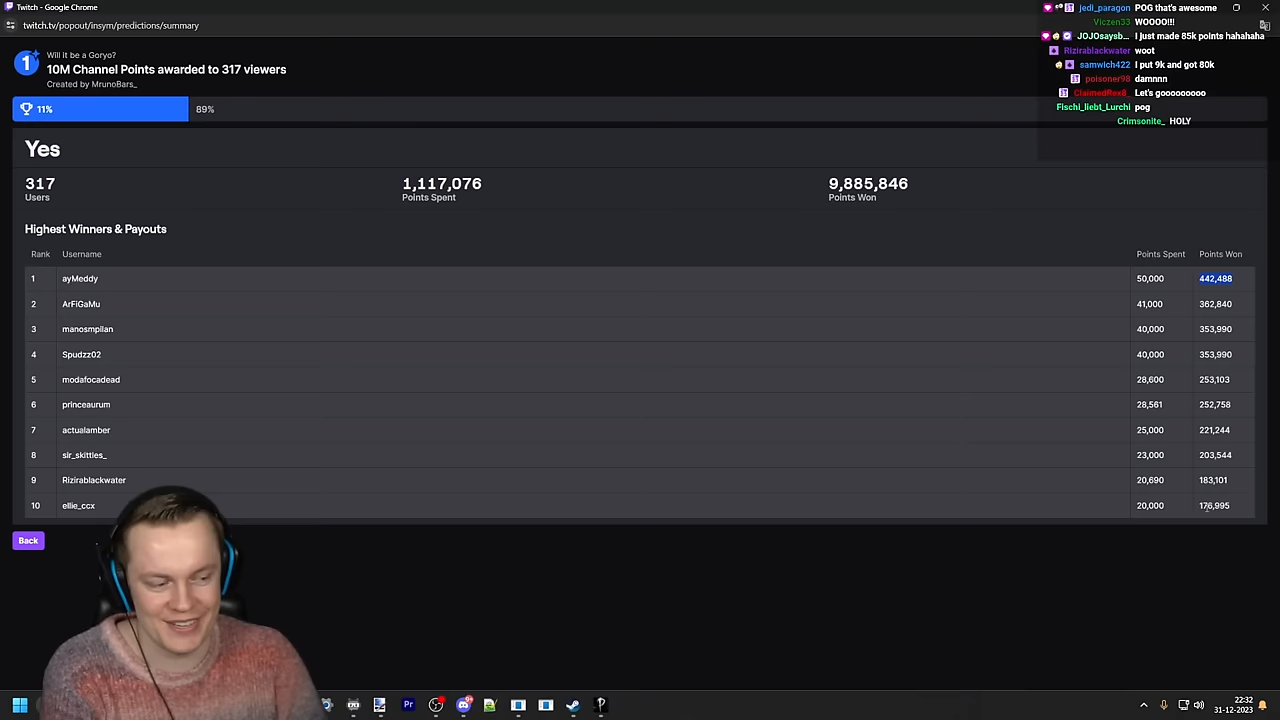 Twitch - Google Chrome
twitch.tv/popout/insym/predictions/summary
jedi_paragon POG that's awesome
Viczen33 WOOOO!!!
JOJOsaysb... I just made 85k points hahahaha
Rizirablackwater woot
samwich422 I put 9k and got 80k
poisoner98 damnnn
ClaimedRex8_ Let's gooooooooo
Fischi_liebt_Lurchi pog
Crimsonite_ HOLY
1
Will it be a Goryo?
10M Channel Points awarded to 317 viewers
Created by MrunoBars_
11%
89%
Yes
317
1,117,076
9,885,846
Users
Points Spent
Points Won
Highest Winners & Payouts
Rank Username Points Spent Points Won
1 ayMeddy 50,000 442,488
2 ArFiGaMu 41,000 362,840
3 manosmpilan 40,000 353,990
4 Spudzz02 40,000 353,990
5 modafocadead 28,600 253,103
6 princeaurum 28,561 252,758
7 actualamber 25,000 221,244
8 sir_skittles_ 23,000 203,544
9 Rizirablackwater 20,690 183,101
10 ellie_ccx 20,000 176,995
Back
Pr
22:32
31-12-2023